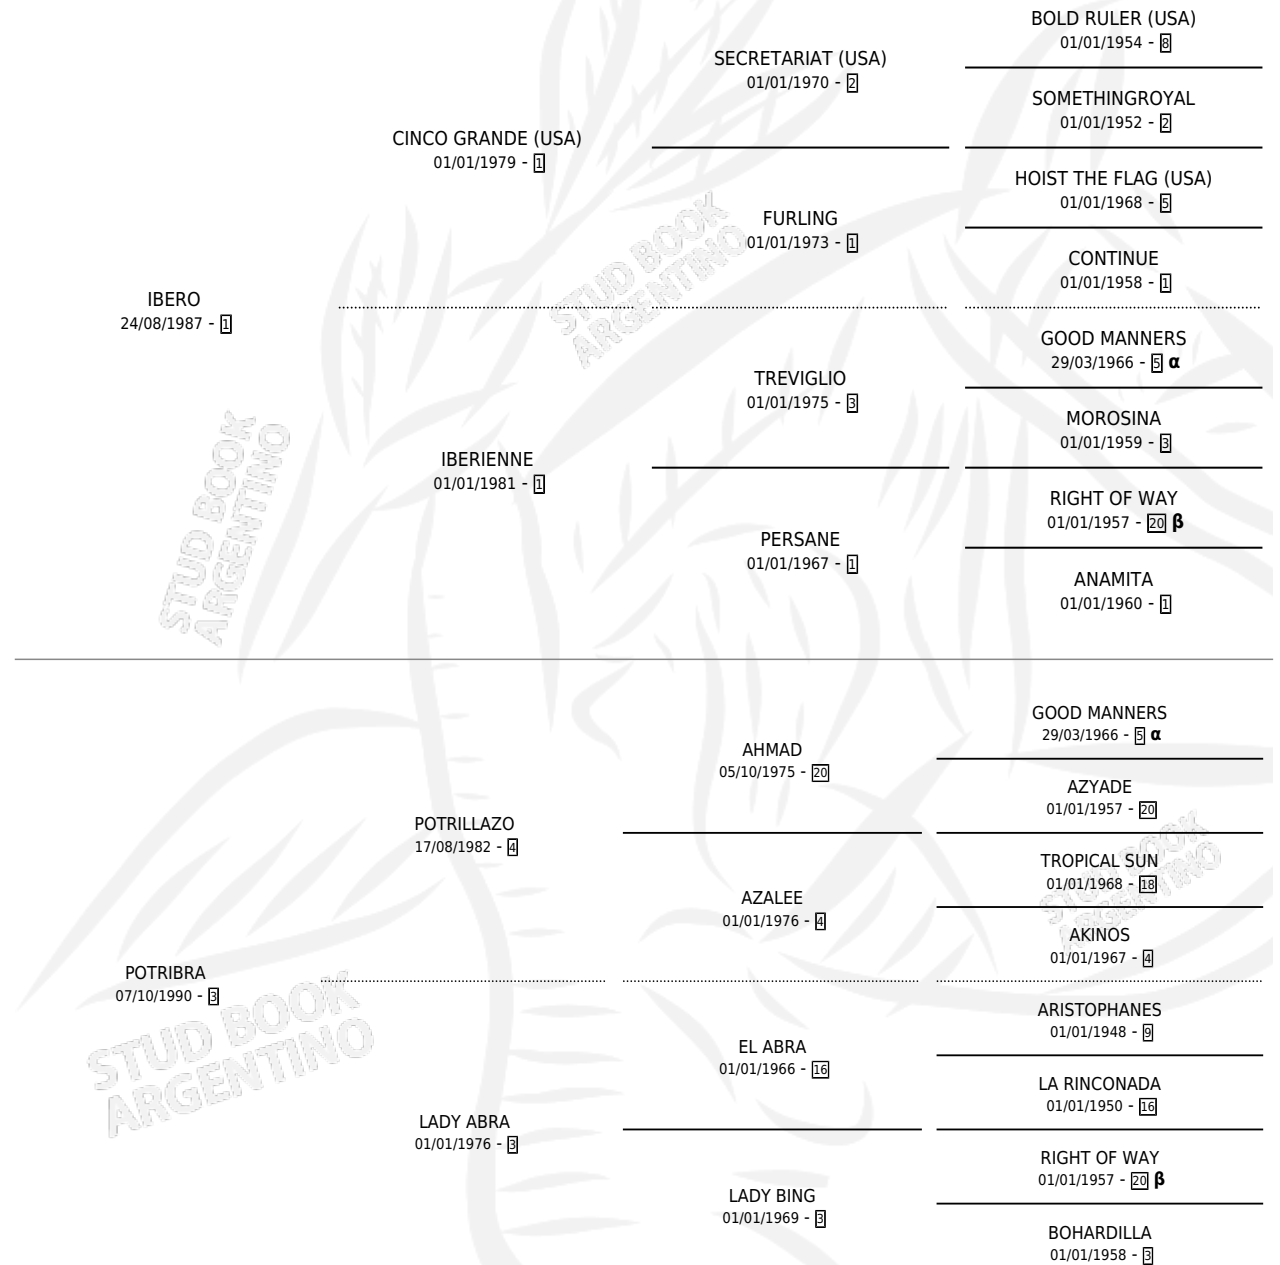 BOLD RULER (USA)
01/01/1954 - 8
SECRETARIAT (USA)
01/01/1970 - 2
SOMETHINGROYAL
01/01/1952 - 2
CINCO GRANDE (USA)
01/01/1979 - 1
HOIST THE FLAG (USA)
01/01/1968 - 5
FURLING
01/01/1973 - 1
CONTINUE
01/01/1958 - 1
IBERO
24/08/1987 - 1
GOOD MANNERS
29/03/1966 - 5 α
TREVIGLIO
01/01/1975 - 3
MOROSINA
01/01/1959 - 3
IBERIENNE
01/01/1981 - 1
RIGHT OF WAY
01/01/1957 - 20 β
PERSANE
01/01/1967 - 1
ANAMITA
01/01/1960 - 1
STUD BOOK
ARGENTINO
STUD BOOK
ARGENTINO
GOOD MANNERS
29/03/1966 - 5 α
AHMAD
05/10/1975 - 20
AZYADE
01/01/1957 - 20
POTRILLAZO
17/08/1982 - 4
TROPICAL SUN
01/01/1968 - 18
AZALEE
01/01/1976 - 4
AKINOS
01/01/1967 - 4
POTRIBRA
07/10/1990 - 3
ARISTOPHANES
01/01/1948 - 9
EL ABRA
01/01/1966 - 16
LA RINCONADA
01/01/1950 - 16
LADY ABRA
01/01/1976 - 3
RIGHT OF WAY
01/01/1957 - 20 β
LADY BING
01/01/1969 - 3
BOHARDILLA
01/01/1958 - 3
STUD BOOK
ARGENTINO
STUD BOOK
ARGENTINO